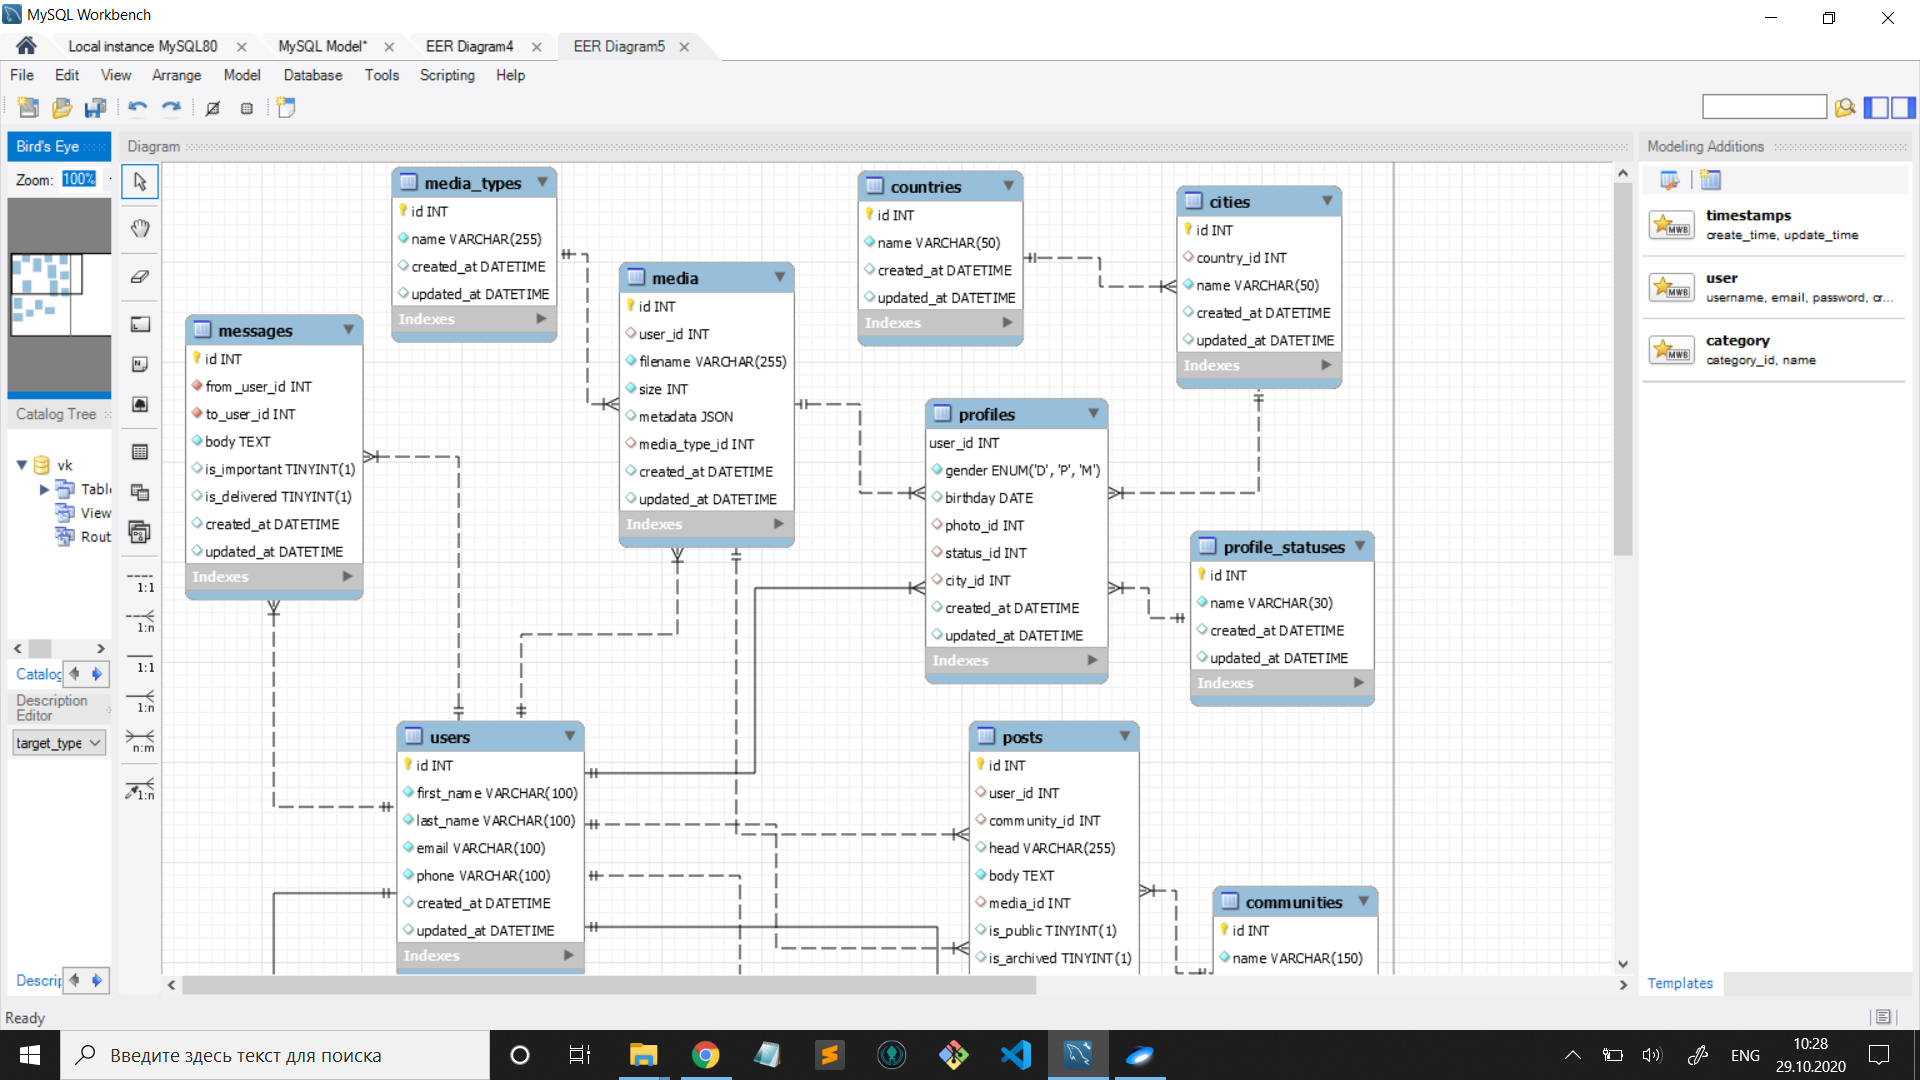 MySQL Workbench
Local instance MySQL80
MySQL Model*
EER Diagram4
EER Diagram5
File Edit View Arrange Model Database Tools Scripting Help
Bird's Eye
Zoom: 100%
Catalog Tree
vk
Table
View
Rout
Catalog
Description
Editor
target_type
Descrip
Diagram
1:1
1:n
1:1
1:n
n:m
1:n
media_types
id INT
name VARCHAR(255)
created_at DATETIME
updated_at DATETIME
Indexes
countries
id INT
name VARCHAR(50)
created_at DATETIME
updated_at DATETIME
Indexes
cities
id INT
country_id INT
name VARCHAR(50)
created_at DATETIME
updated_at DATETIME
Indexes
media
id INT
user_id INT
filename VARCHAR(255)
size INT
metadata JSON
media_type_id INT
created_at DATETIME
updated_at DATETIME
Indexes
messages
id INT
from_user_id INT
to_user_id INT
body TEXT
is_important TINYINT(1)
is_delivered TINYINT(1)
created_at DATETIME
updated_at DATETIME
Indexes
profiles
user_id INT
gender ENUM('D', 'P', 'M')
birthday DATE
photo_id INT
status_id INT
city_id INT
created_at DATETIME
updated_at DATETIME
Indexes
profile_statuses
id INT
name VARCHAR(30)
created_at DATETIME
updated_at DATETIME
Indexes
users
id INT
first_name VARCHAR(100)
last_name VARCHAR(100)
email VARCHAR(100)
phone VARCHAR(100)
created_at DATETIME
updated_at DATETIME
Indexes
posts
id INT
user_id INT
community_id INT
head VARCHAR(255)
body TEXT
media_id INT
is_public TINYINT(1)
is_archived TINYINT(1)
communities
id INT
name VARCHAR(150)
Modeling Additions
MWB
timestamps
create_time, update_time
MWB
user
username, email, password, cr...
MWB
category
category_id, name
Templates
Ready
Введите здесь текст для поиска
ENG
10:28
29.10.2020